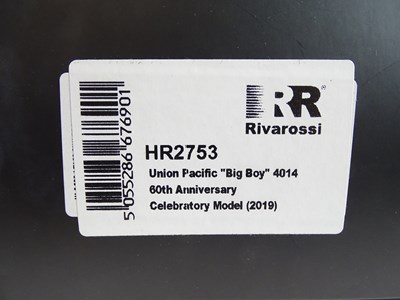 RR®
Rivarossi
HR2753
Union Pacific "Big Boy" 4014
60th Anniversary
Celebratory Model (2019)
5 055286 676901